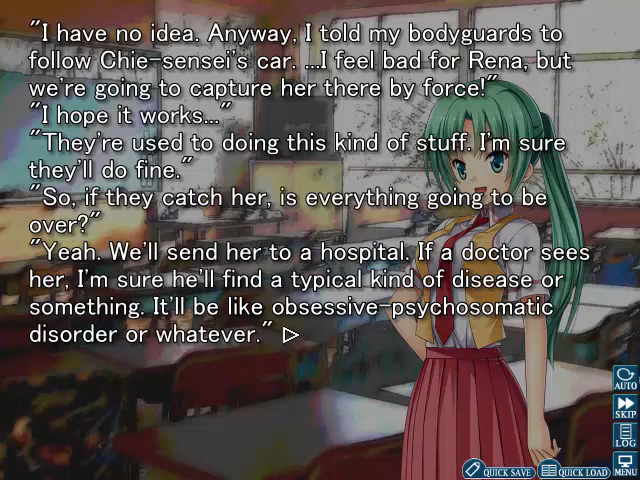 "I have no idea. Anyway, I told my bodyguards to
follow Chie-sensei's car. ...I feel bad for Rena, but
we're going to capture her there by force!"
"I hope it works..."
"They're used to doing this kind of stuff. I'm sure
they'll do fine."
"So, if they catch her, is everything going to be
over?"
"Yeah. We'll send her to a hospital. If a doctor sees
her, I'm sure he'll find a typical kind of disease or
something. It'll be like obsessive-psychosomatic
disorder or whatever."
AUTO
SKIP
LOG
MENU
QUICK SAVE
QUICK LOAD